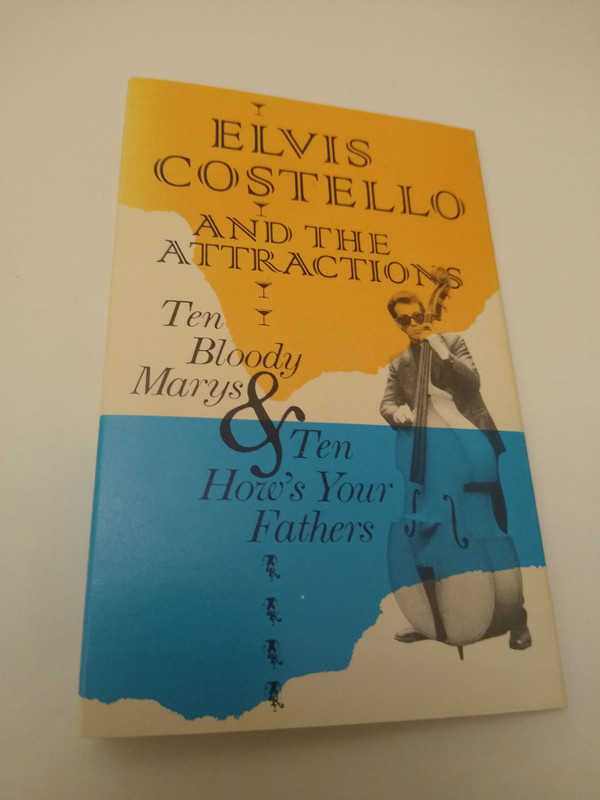 ELVIS
COSTELLO
AND THE
ATTRACTIONS
Ten
Bloody
Marys
&
Ten
How's Your
Fathers